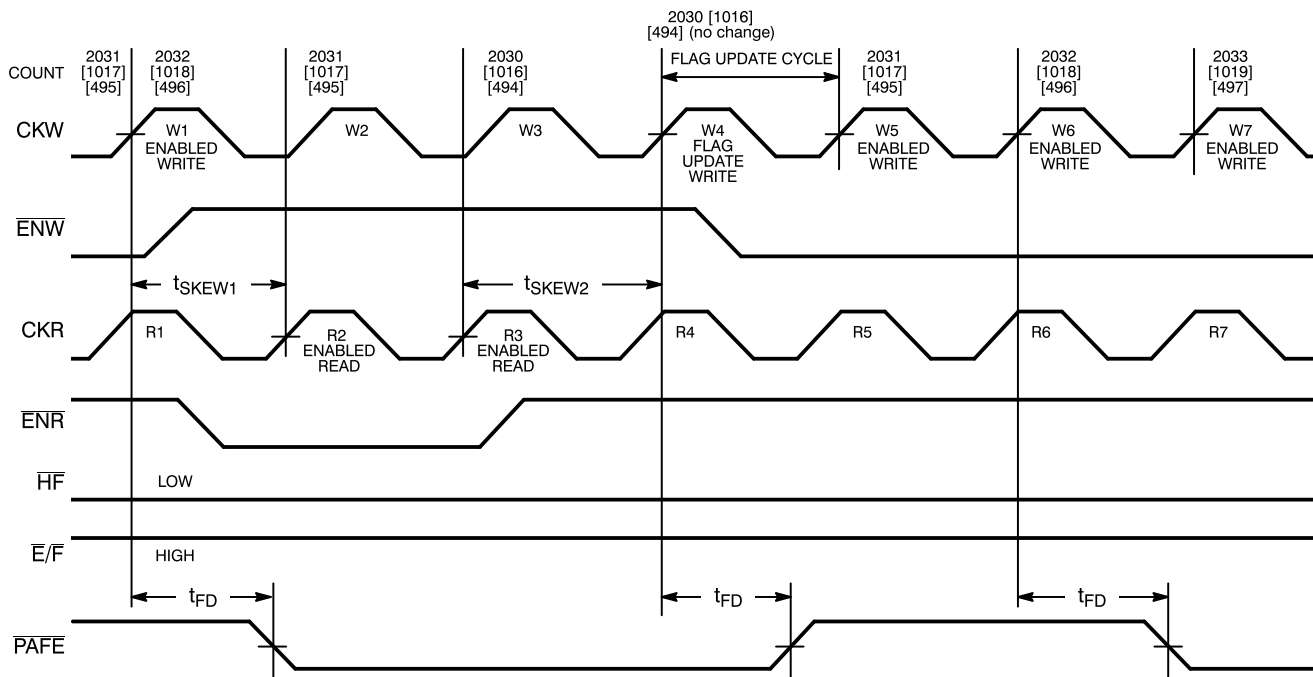 2030 [1016]
[494] (no change)
COUNT
2031
[1017]
[495]
2032
[1018]
[496]
2031
[1017]
[495]
2030
[1016]
[494]
FLAG UPDATE CYCLE
2031
[1017]
[495]
2032
[1018]
[496]
2033
[1019]
[497]
CKW
W1
ENABLED
WRITE
W2
W3
W4
FLAG
UPDATE
WRITE
W5
ENABLED
WRITE
W6
ENABLED
WRITE
W7
ENABLED
WRITE
ENW
tSKEW1
tSKEW2
CKR
R1
R2
ENABLED
READ
R3
ENABLED
READ
R4
R5
R6
R7
ENR
HF
LOW
E/F
HIGH
tFD
tFD
tFD
PAFE